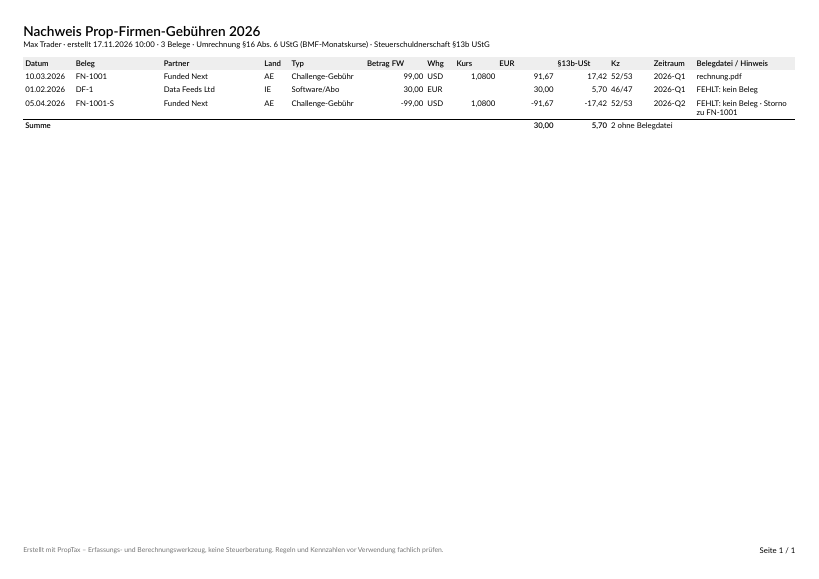 Nachweis Prop-Firmen-Gebühren 2026
Max Trader · erstellt 17.11.2026 10:00 · 3 Belege · Umrechnung §16 Abs. 6 UStG (BMF-Monatskurse) · Steuerschuldnerschaft §13b UStG
Datum Beleg Partner Land Typ Betrag FW Whg Kurs EUR §13b-USt Kz Zeitraum Belegdatei / Hinweis
10.03.2026 FN-1001 Funded Next AE Challenge-Gebühr 99,00 USD 1,0800 91,67 17,42 52/53 2026-Q1 rechnung.pdf
01.02.2026 DF-1 Data Feeds Ltd IE Software/Abo 30,00 EUR 30,00 5,70 46/47 2026-Q1 FEHLT: kein Beleg
05.04.2026 FN-1001-S Funded Next AE Challenge-Gebühr -99,00 USD 1,0800 -91,67 -17,42 52/53 2026-Q2 FEHLT: kein Beleg · Storno
zu FN-1001
Summe 30,00 5,70 2 ohne Belegdatei
Erstellt mit PropTax – Erfassungs- und Berechnungswerkzeug, keine Steuerberatung. Regeln und Kennzahlen vor Verwendung fachlich prüfen. Seite 1 / 1